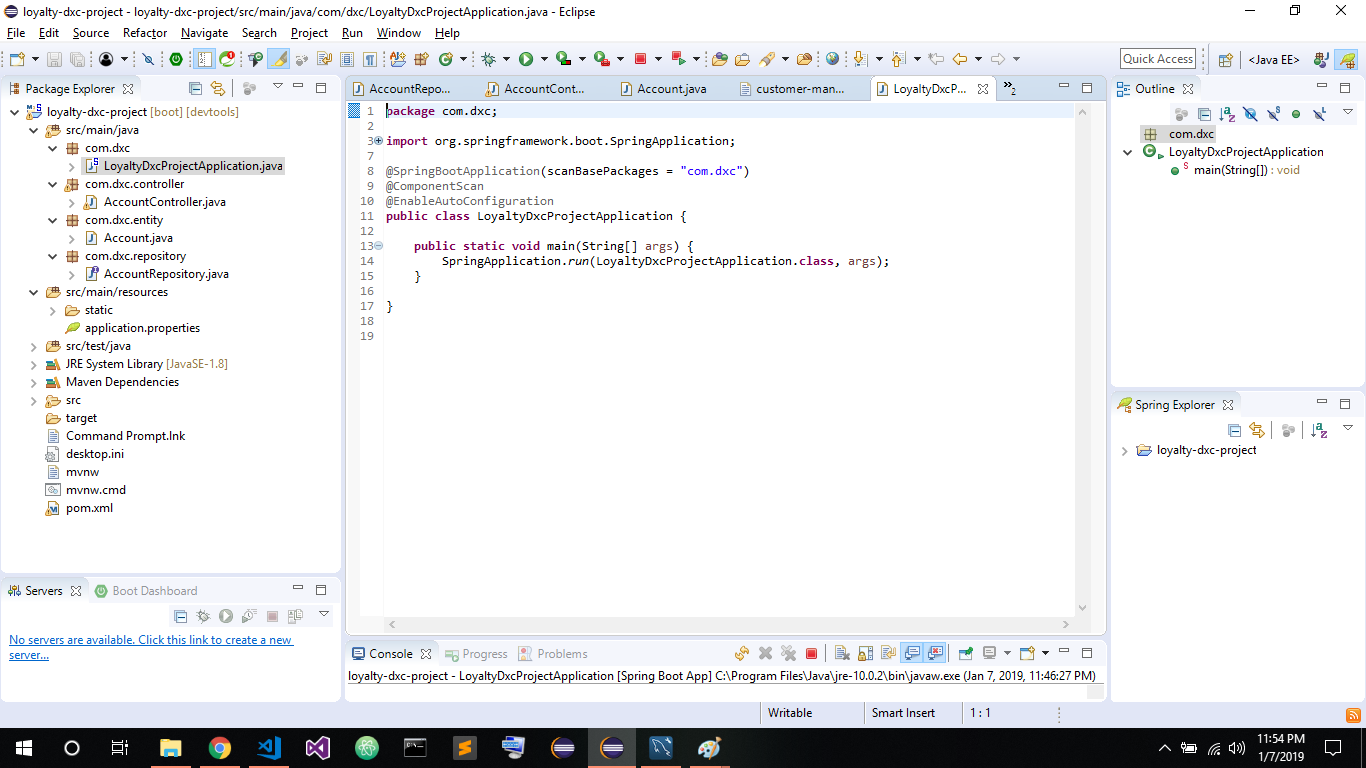 loyalty-dxc-project - loyalty-dxc-project/src/main/java/com/dxc/LoyaltyDxcProjectApplication.java - Eclipse
File Edit Source Refactor Navigate Search Project Run Window Help
Quick Access
<Java EE>
Package Explorer
loyalty-dxc-project [boot] [devtools]
src/main/java
com.dxc
LoyaltyDxcProjectApplication.java
com.dxc.controller
AccountController.java
com.dxc.entity
Account.java
com.dxc.repository
AccountRepository.java
src/main/resources
static
application.properties
src/test/java
JRE System Library [JavaSE-1.8]
Maven Dependencies
src
target
Command Prompt.lnk
desktop.ini
mvnw
mvnw.cmd
pom.xml
Servers Boot Dashboard
No servers are available. Click this link to create a new
server...
AccountRepo... AccountCont... Account.java customer-man... LoyaltyDxcP... »2
1 package com.dxc;
2
3 import org.springframework.boot.SpringApplication;
7
8 @SpringBootApplication(scanBasePackages = "com.dxc")
9 @ComponentScan
10 @EnableAutoConfiguration
11 public class LoyaltyDxcProjectApplication {
12
13 public static void main(String[] args) {
14 SpringApplication.run(LoyaltyDxcProjectApplication.class, args);
15 }
16
17 }
18
19
Console Progress Problems
loyalty-dxc-project - LoyaltyDxcProjectApplication [Spring Boot App] C:\Program Files\Java\jre-10.0.2\bin\javaw.exe (Jan 7, 2019, 11:46:27 PM)
Outline
com.dxc
LoyaltyDxcProjectApplication
main(String[]) : void
Spring Explorer
loyalty-dxc-project
Writable Smart Insert 1 : 1
11:54 PM
1/7/2019